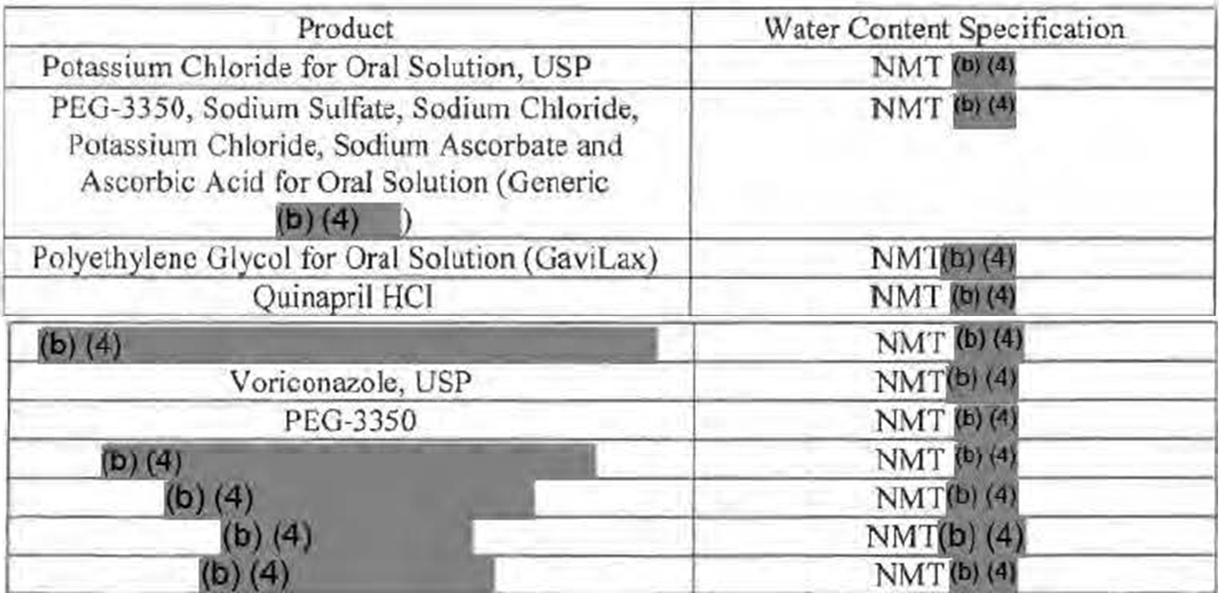 Product Water Content Specification
Potassium Chloride for Oral Solution, USP NMT (b) (4)
PEG-3350, Sodium Sulfate, Sodium Chloride, NMT (b) (4)
Potassium Chloride, Sodium Ascorbate and
Ascorbic Acid for Oral Solution (Generic
(b) (4) )
Polyethylene Glycol for Oral Solution (GaviLax) NMT(b) (4)
Quinapril HCl NMT (b) (4)
(b) (4) NMT (b) (4)
Voriconazole, USP NMT(b) (4)
PEG-3350 NMT (b) (4)
(b) (4) NMT (b) (4)
(b) (4) NMT(b) (4)
(b) (4) NMT(b) (4)
(b) (4) NMT (b) (4)